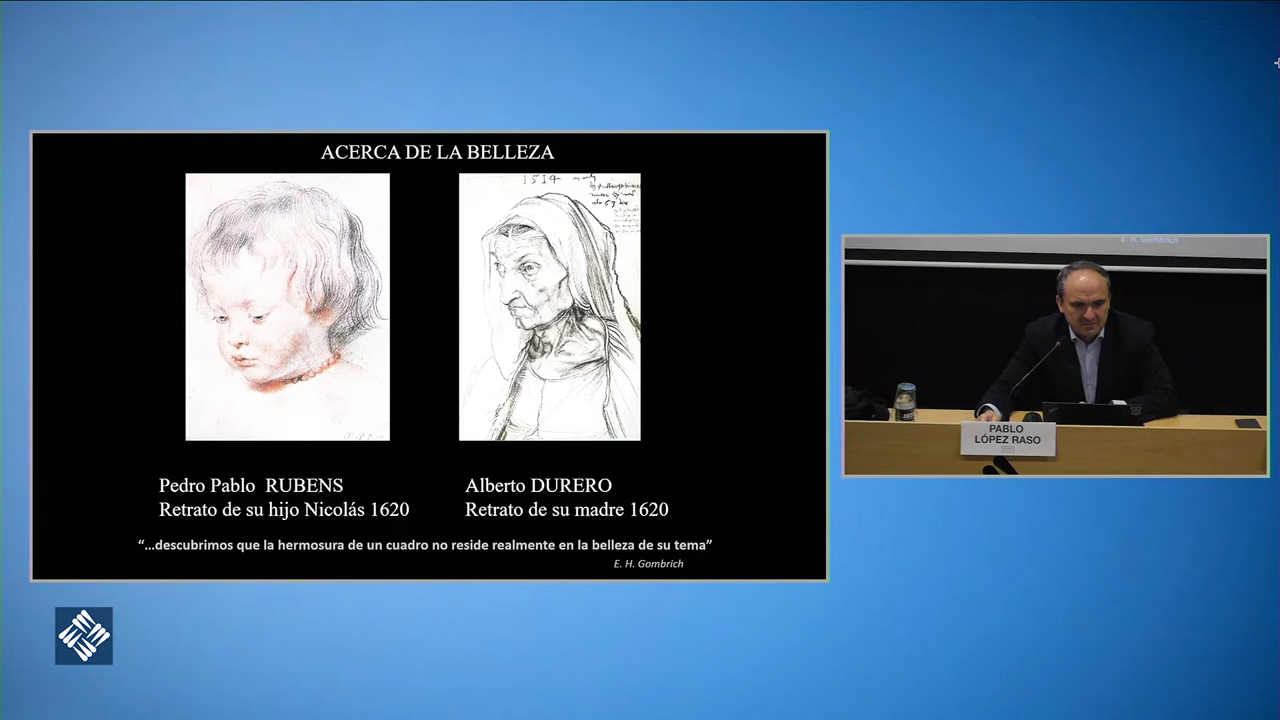 ACERCA DE LA BELLEZA
1514
Pedro Pablo RUBENS
Retrato de su hijo Nicolás 1620
Alberto DURERO
Retrato de su madre 1620
“...descubrimos que la hermosura de un cuadro no reside realmente en la belleza de su tema”
E. H. Gombrich
E. H. Gombrich
PABLO
LÓPEZ RASO